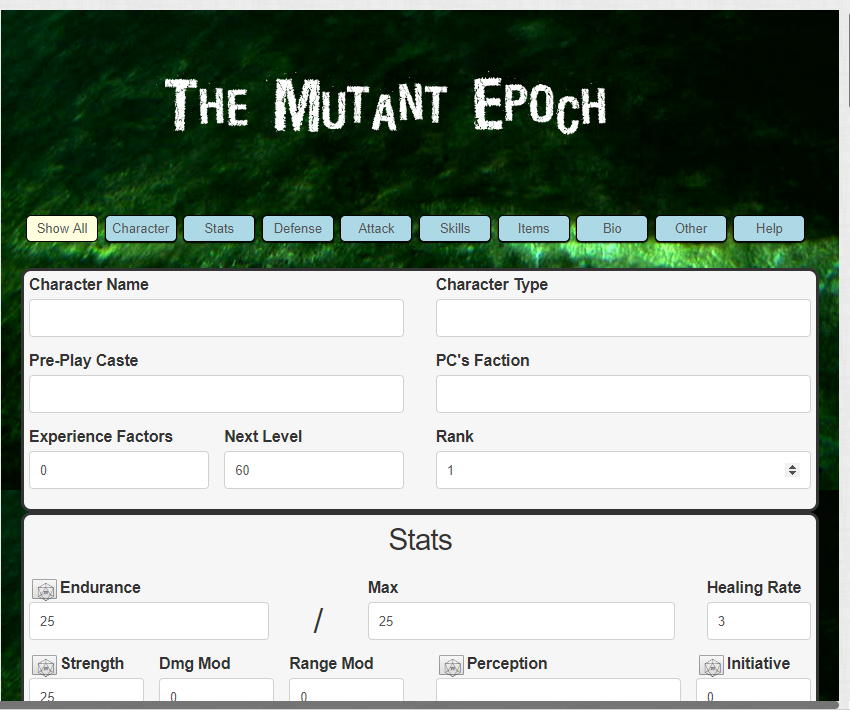 The Mutant Epoch
Show All Character Stats Defense Attack Skills Items Bio Other Help
Character Name Character Type
Pre-Play Caste PC's Faction
Experience Factors Next Level Rank
0 60 1
Stats
Endurance Max Healing Rate
25 / 25 3
Strength Dmg Mod Range Mod Perception Initiative
25 0 0 0